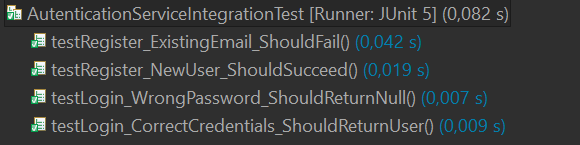 AutenticationServiceIntegrationTest [Runner: JUnit 5] (0,082 s)
testRegister_ExistingEmail_ShouldFail() (0,042 s)
testRegister_NewUser_ShouldSucceed() (0,019 s)
testLogin_WrongPassword_ShouldReturnNull() (0,007 s)
testLogin_CorrectCredentials_ShouldReturnUser() (0,009 s)